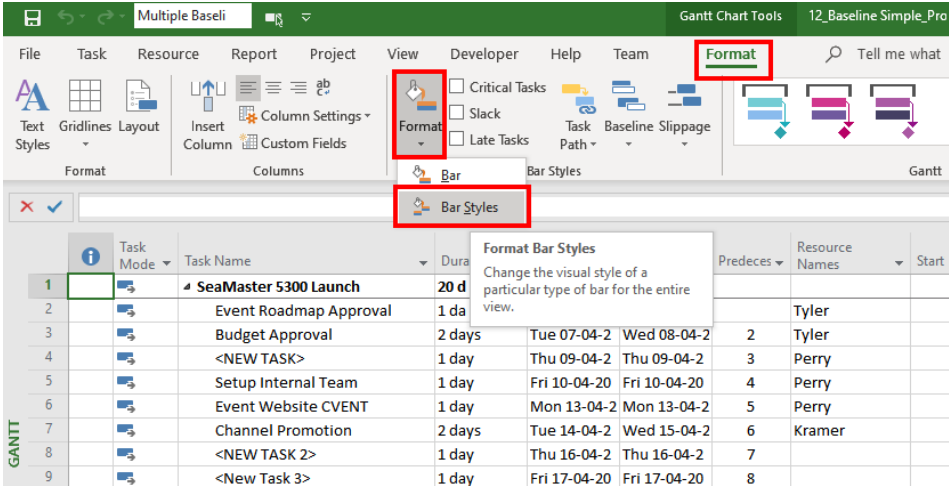 Multiple Baseli
Gantt Chart Tools
12_Baseline Simple_Pro
File Task Resource Report Project View Developer Help Team Format Tell me what
Text Styles
Gridlines
Layout
Insert Column
Column Settings
Custom Fields
Format
Critical Tasks
Slack
Late Tasks
Task Path
Baseline
Slippage
Format
Columns
Bar Styles
Gantt
Bar
Bar Styles
Format Bar Styles
Change the visual style of a
particular type of bar for the entire
view.
Task Mode Task Name Dura Predeces Resource Names Start
1 SeaMaster 5300 Launch 20 d
2 Event Roadmap Approval 1 da Tyler
3 Budget Approval 2 days Tue 07-04-2 Wed 08-04-2 2 Tyler
4 <NEW TASK> 1 day Thu 09-04-2 Thu 09-04-2 3 Perry
5 Setup Internal Team 1 day Fri 10-04-20 Fri 10-04-20 4 Perry
6 Event Website CVENT 1 day Mon 13-04-2 Mon 13-04-2 5 Perry
7 Channel Promotion 2 days Tue 14-04-2 Wed 15-04-2 6 Kramer
8 <NEW TASK 2> 1 day Thu 16-04-2 Thu 16-04-2 7
9 <New Task 3> 1 day Fri 17-04-20 Fri 17-04-20 8
GANTT